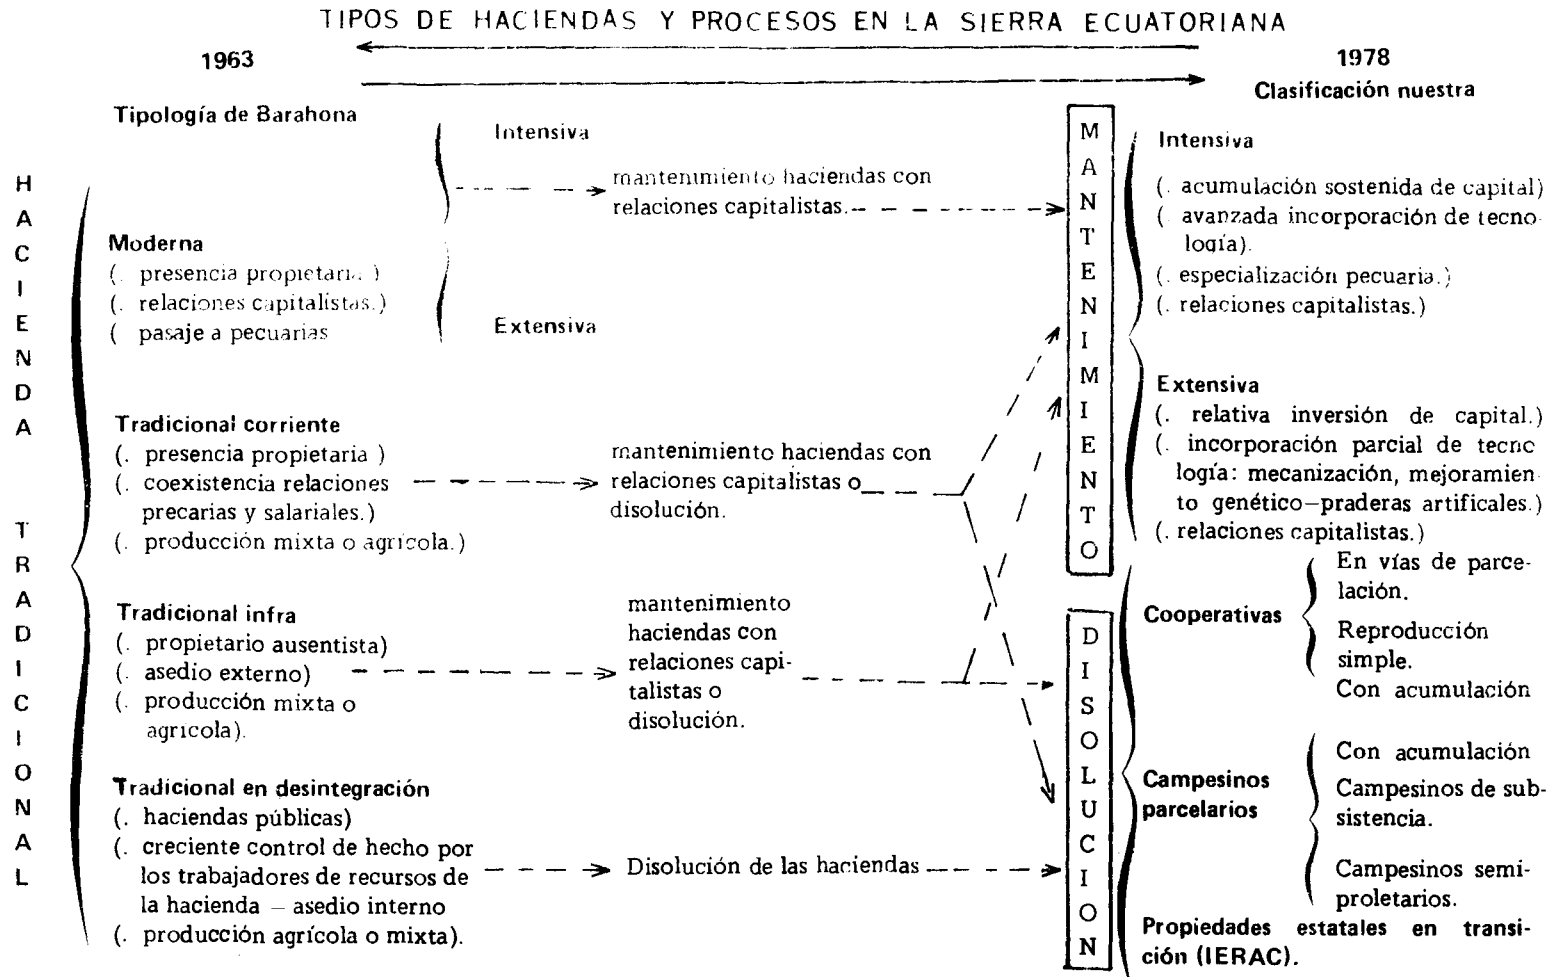 TIPOS DE HACIENDAS Y PROCESOS EN LA SIERRA ECUATORIANA
1963
1978
Clasificación nuestra
Tipología de Barahona
HACIENDA TRADICIONAL
Intensiva
Moderna
(. presencia propietaria.)
(. relaciones capitalistas.)
( pasaje a pecuarias
Extensiva
mantenimiento haciendas con
relaciones capitalistas.
Tradicional corriente
(. presencia propietaria )
(. coexistencia relaciones
precarias y salariales.)
(. producción mixta o agrícola.)
mantenimiento haciendas con
relaciones capitalistas o
disolución.
Tradicional infra
(. propietario ausentista)
(. asedio externo)
(. producción mixta o
agrícola).
mantenimiento
haciendas con
relaciones capi-
talistas o
disolución.
Tradicional en desintegración
(. haciendas públicas)
(. creciente control de hecho por
los trabajadores de recursos de
la hacienda – asedio interno
(. producción agrícola o mixta).
Disolución de las haciendas
MANTENIMIENTO
Intensiva
(. acumulación sostenida de capital)
( avanzada incorporación de tecno-
logía).
(. especialización pecuaria.)
(. relaciones capitalistas.)
Extensiva
(. relativa inversión de capital.)
(. incorporación parcial de tecno
logía: mecanización, mejoramien-
to genético–praderas artificales.)
(. relaciones capitalistas.)
DISOLUCION
Cooperativas
En vías de parce-
lación.
Reproducción
simple.
Con acumulación
Campesinos
parcelarios
Con acumulación
Campesinos de sub-
sistencia.
Campesinos semi-
proletarios.
Propiedades estatales en transi-
ción (IERAC).